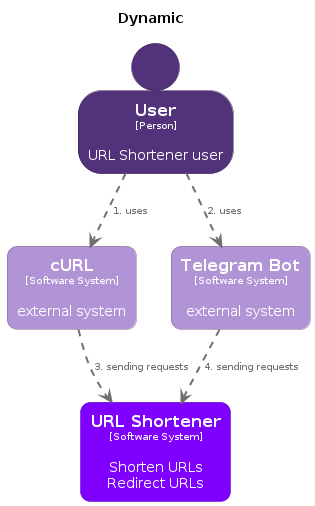 Dynamic
User
[Person]
URL Shortener user
1. uses
2. uses
cURL
[Software System]
external system
Telegram Bot
[Software System]
external system
3. sending requests
4. sending requests
URL Shortener
[Software System]
Shorten URLs
Redirect URLs